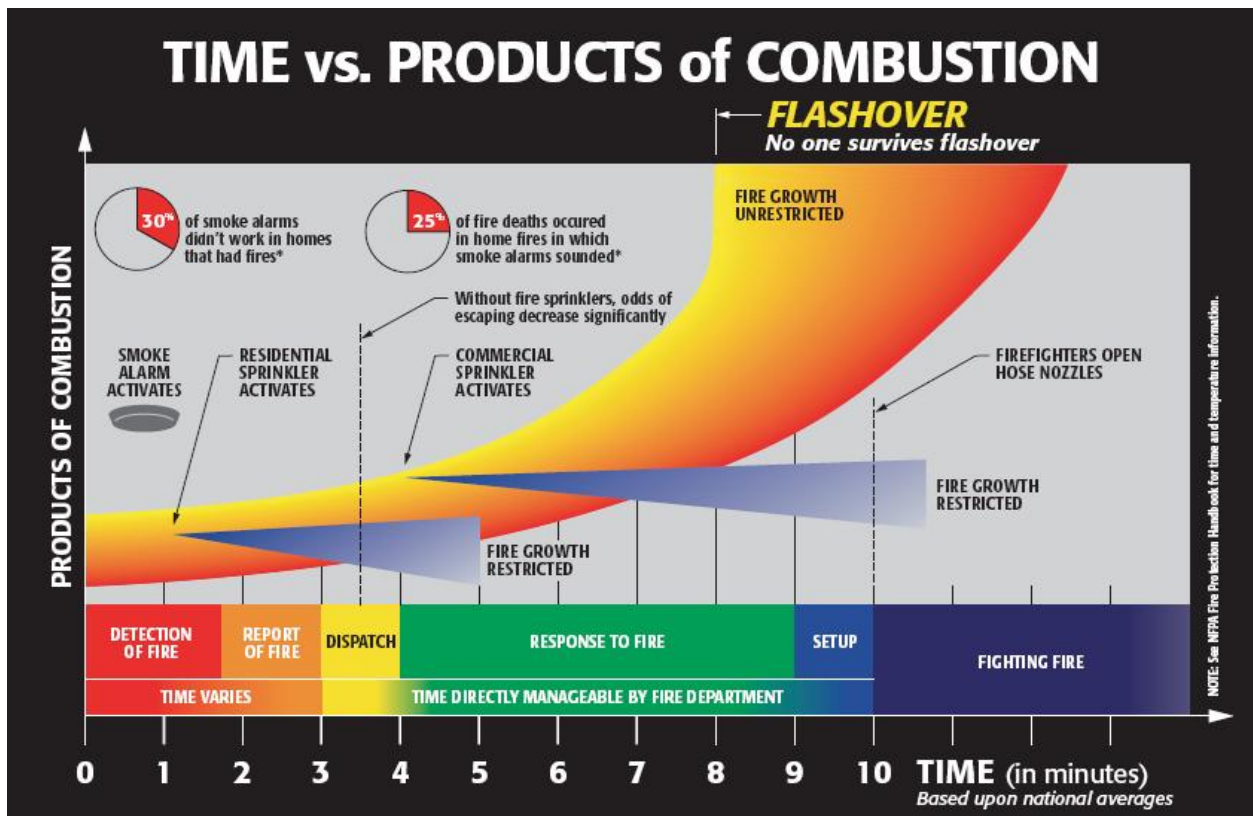 TIME vs. PRODUCTS of COMBUSTION
FLASHOVER
No one survives flashover
PRODUCTS OF COMBUSTION
30%
of smoke alarms
didn't work in homes
that had fires*
25%
of fire deaths occured
in home fires in which
smoke alarms sounded*
FIRE GROWTH
UNRESTRICTED
Without fire sprinklers, odds of
escaping decrease significantly
SMOKE
ALARM
ACTIVATES
RESIDENTIAL
SPRINKLER
ACTIVATES
COMMERCIAL
SPRINKLER
ACTIVATES
FIREFIGHTERS OPEN
HOSE NOZZLES
FIRE GROWTH
RESTRICTED
FIRE GROWTH
RESTRICTED
NOTE: See NFPA Fire Protection Handbook for time and temperature information.
DETECTION
OF FIRE
REPORT
OF FIRE
DISPATCH
RESPONSE TO FIRE
SETUP
FIGHTING FIRE
TIME VARIES
TIME DIRECTLY MANAGEABLE BY FIRE DEPARTMENT
0 1 2 3 4 5 6 7 8 9 10 TIME (in minutes)
Based upon national averages